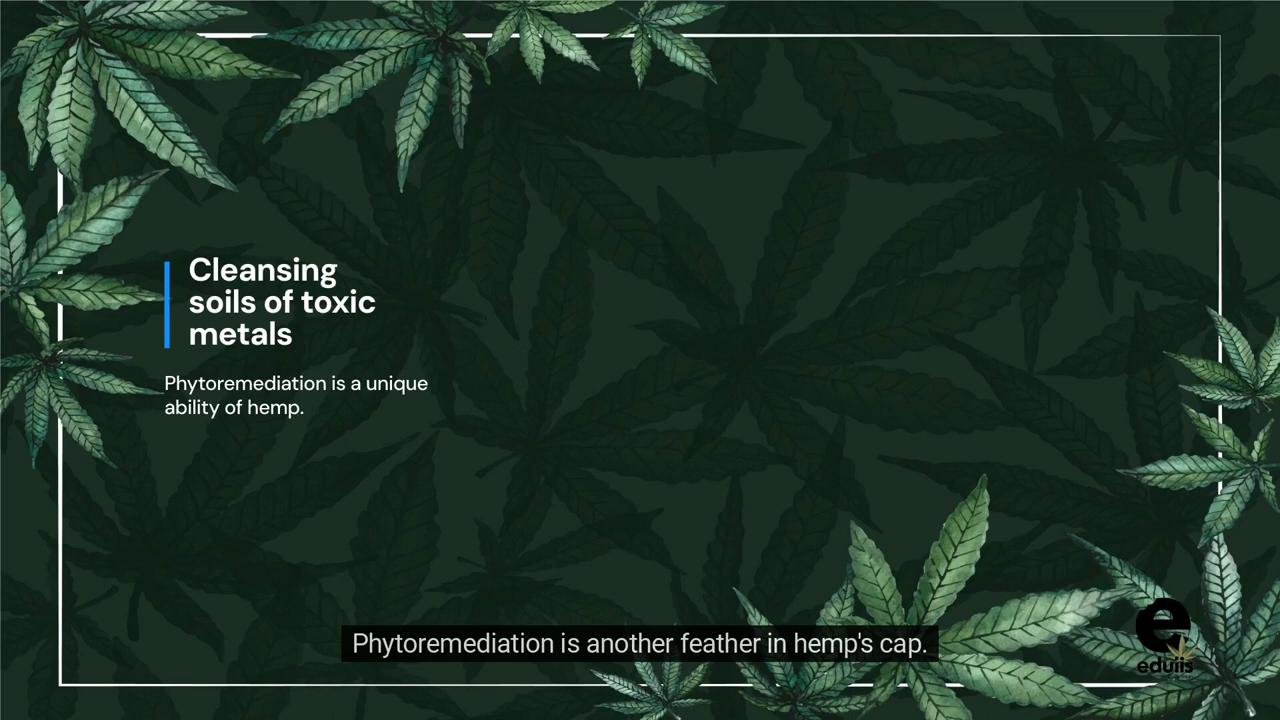 Cleansing
soils of toxic
metals
Phytoremediation is a unique
ability of hemp.
Phytoremediation is another feather in hemp's cap.
e
eduiis